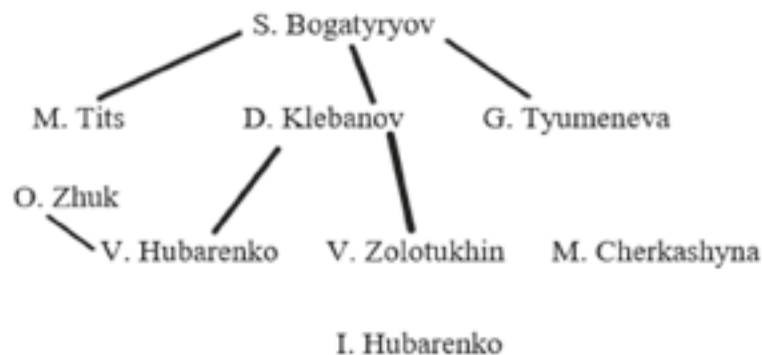 S. Bogatyryov
M. Tits D. Klebanov G. Tyumeneva
O. Zhuk
V. Hubarenko V. Zolotukhin M. Cherkashyna
I. Hubarenko